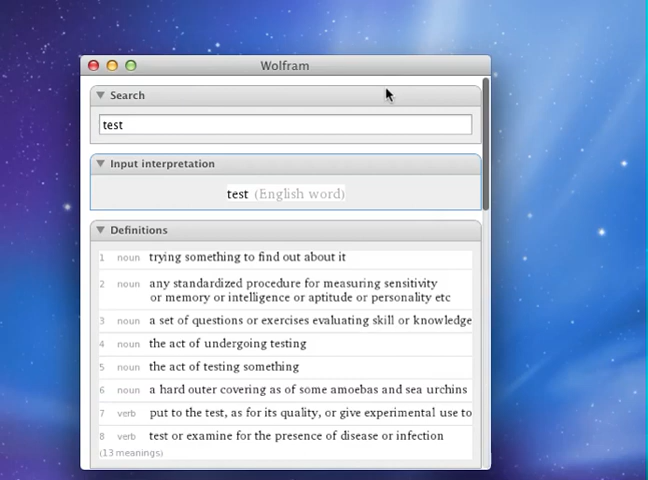 Wolfram
Search
test
Input interpretation
test (English word)
Definitions
1 noun trying something to find out about it
2 noun any standardized procedure for measuring sensitivity
or memory or intelligence or aptitude or personality etc
3 noun a set of questions or exercises evaluating skill or knowledge
4 noun the act of undergoing testing
5 noun the act of testing something
6 noun a hard outer covering as of some amoebas and sea urchins
7 verb put to the test, as for its quality, or give experimental use to
8 verb test or examine for the presence of disease or infection
(13 meanings)